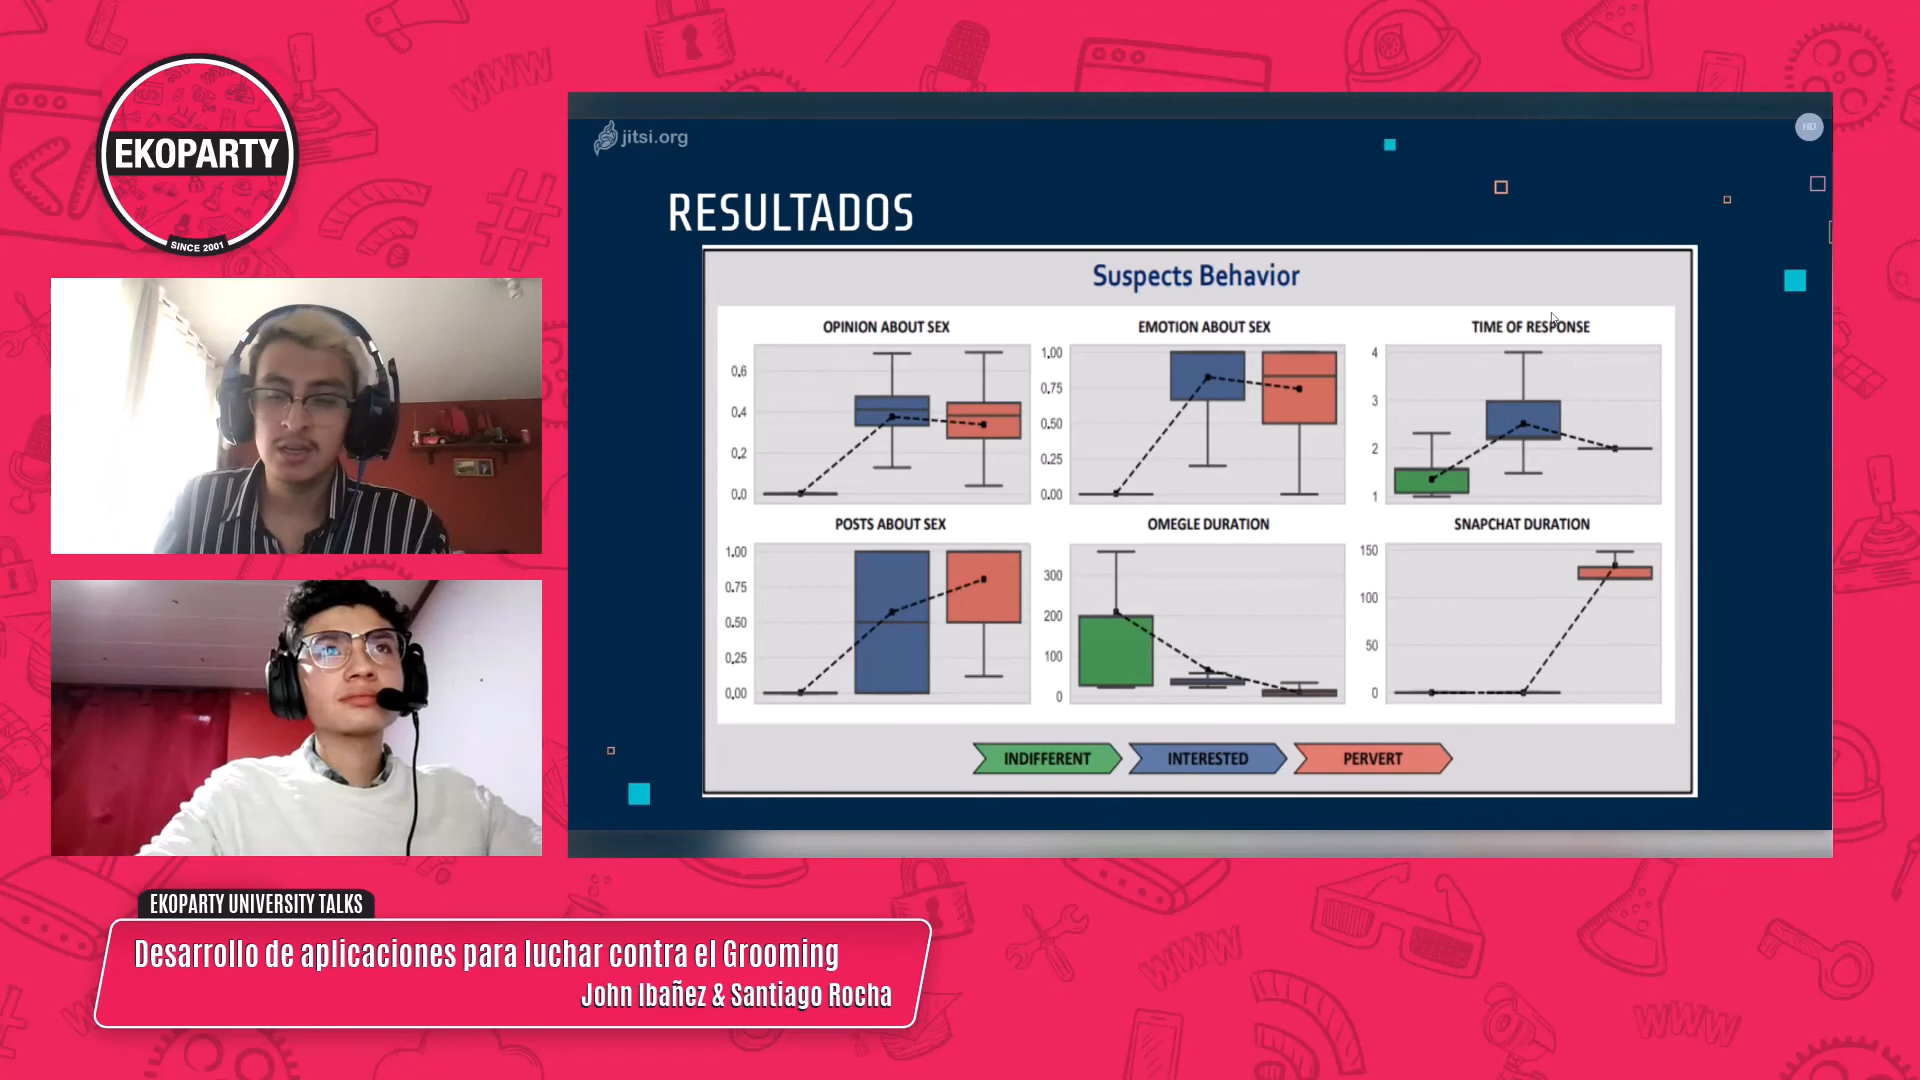 EKOPARTY
SINCE 2001
jitsi.org
HD
RESULTADOS
Suspects Behavior
OPINION ABOUT SEX
EMOTION ABOUT SEX
TIME OF RESPONSE
0,6
0,4
0,2
0,0
1.00
0.75
0.50
0.25
0.00
4
3
2
1
POSTS ABOUT SEX
OMEGLE DURATION
SNAPCHAT DURATION
1.00
0.75
0.50
0,25
0,00
300
200
100
0
150
100
50
0
INDIFFERENT
INTERESTED
PERVERT
EKOPARTY UNIVERSITY TALKS
Desarrollo de aplicaciones para luchar contra el Grooming
John Ibañez & Santiago Rocha
WWW
WWW
WWW